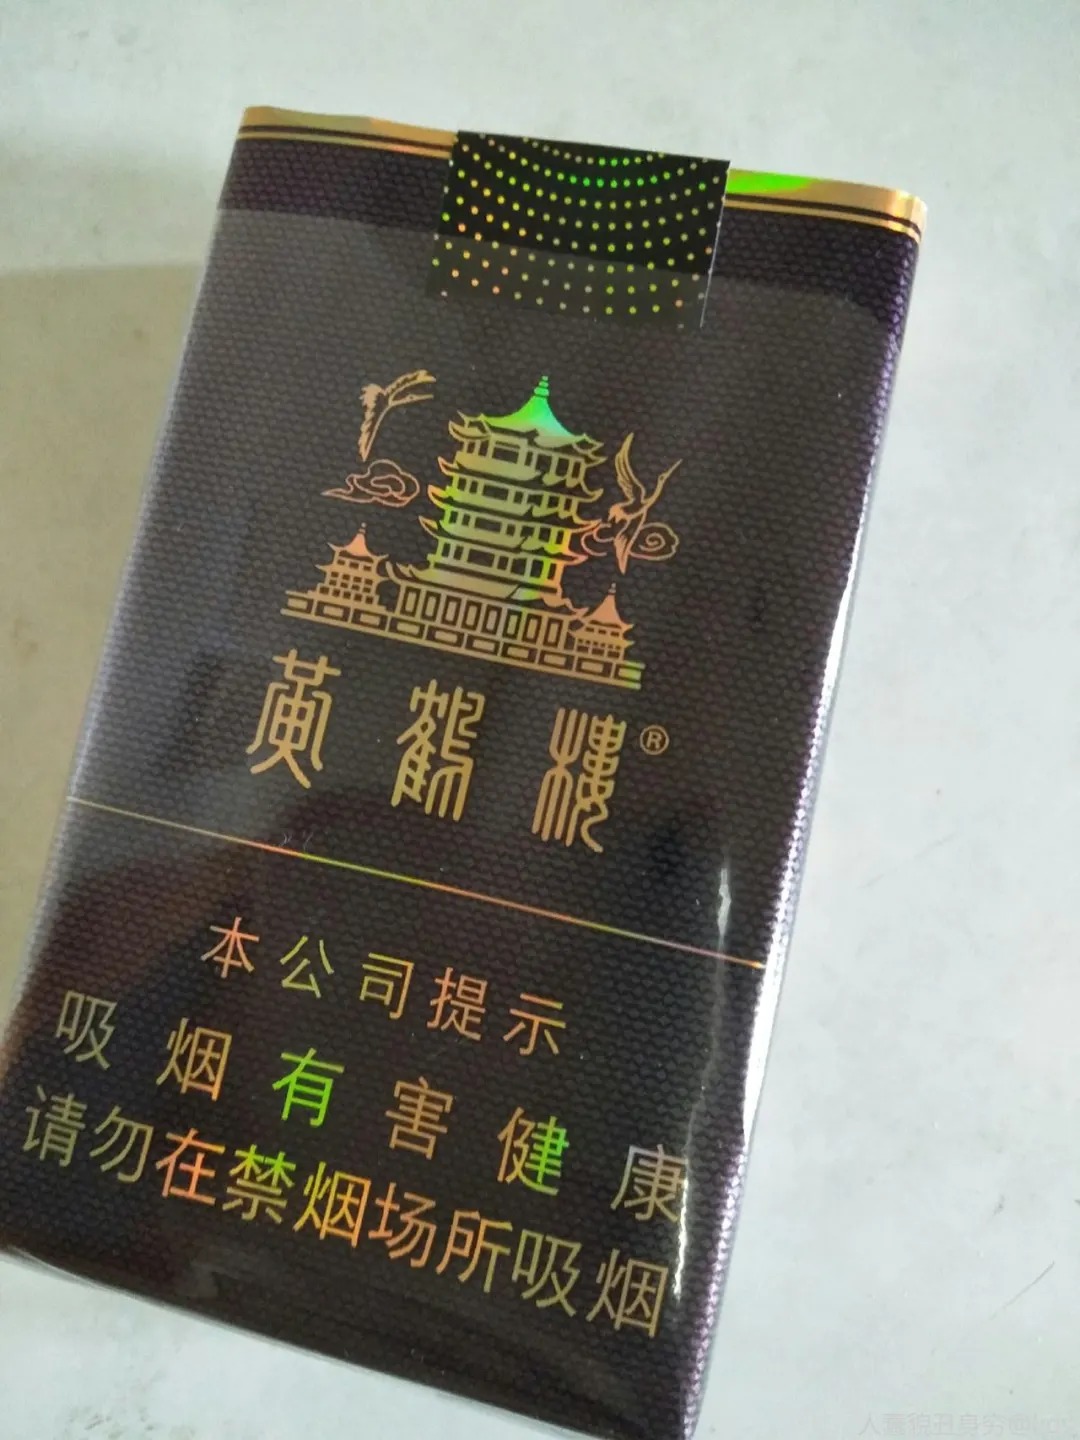 黄鹤楼®
本公司提示
吸烟有害健康
请勿在禁烟场所吸烟